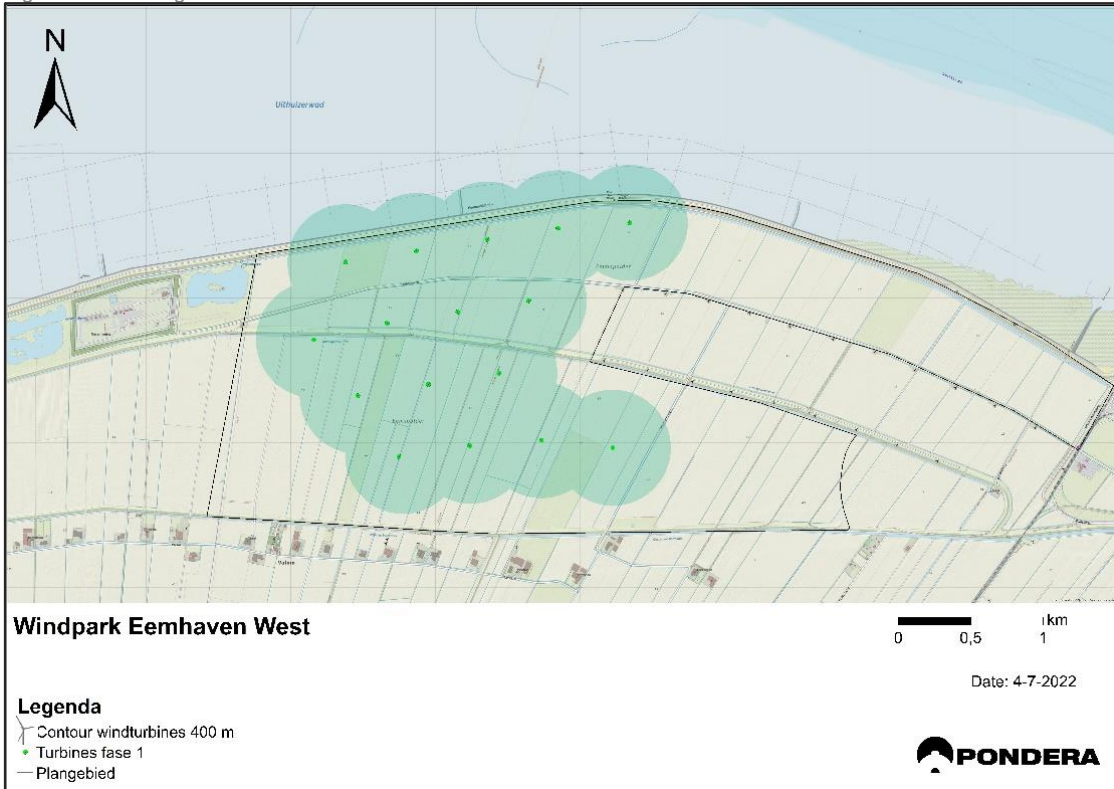 N
Uithuizerwad
Emmapolder
Windpark Eemhaven West
km
0 0,5 1
Date: 4-7-2022
Legenda
Contour windturbines 400 m
Turbines fase 1
Plangebied
PONDERA